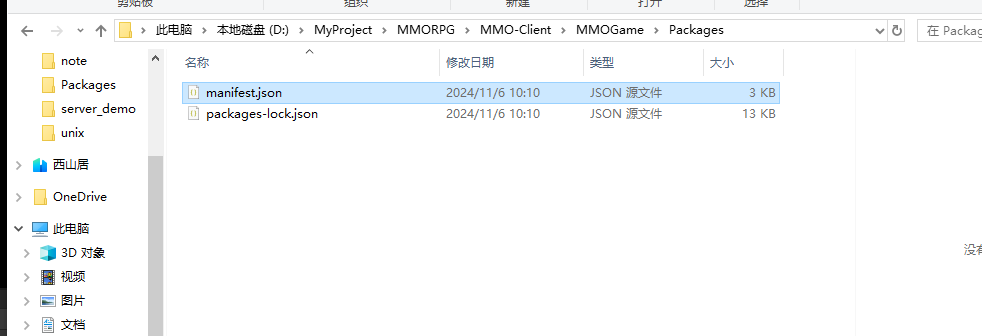 剪贴板 组织 新建 打开 选择
此电脑 本地磁盘 (D:) MyProject MMORPG MMO-Client MMOGame Packages 在 Packag
名称 修改日期 类型 大小
note
Packages
server_demo
unix
西山居
OneDrive
此电脑
3D 对象
视频
图片
文档
manifest.json 2024/11/6 10:10 JSON 源文件 3 KB
packages-lock.json 2024/11/6 10:10 JSON 源文件 13 KB
没有